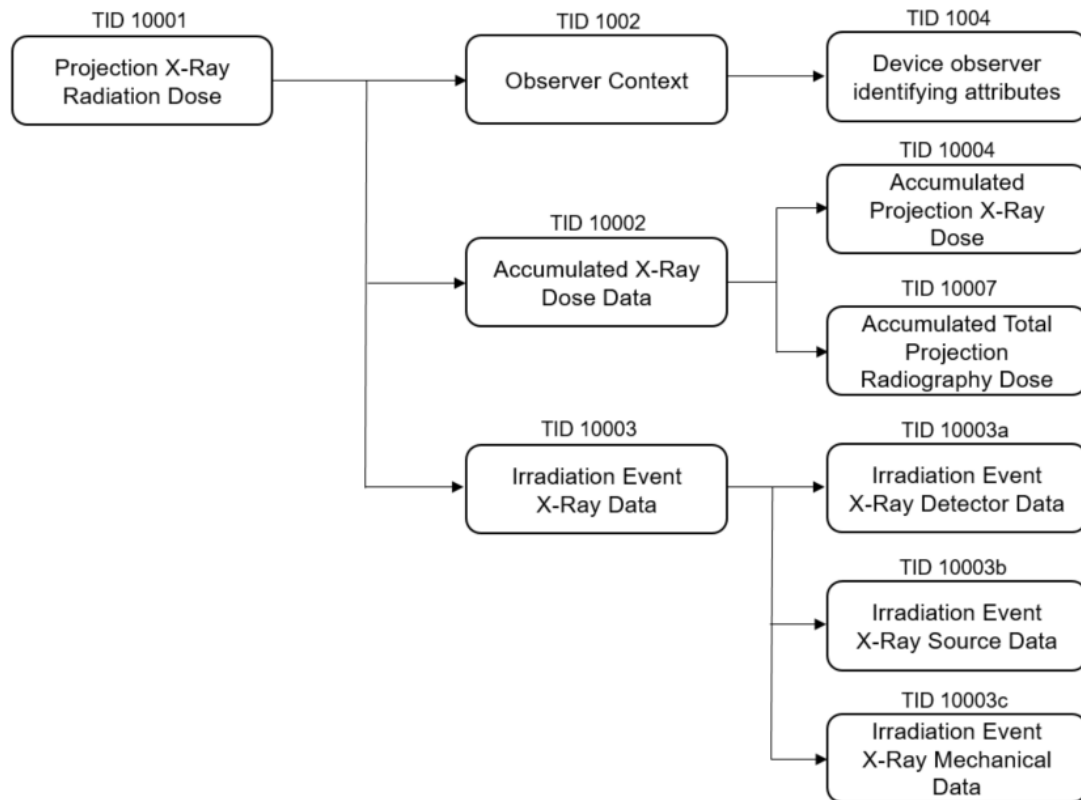 TID 10001
Projection X-Ray
Radiation Dose
TID 1002
Observer Context
TID 1004
Device observer
identifying attributes
TID 10002
Accumulated X-Ray
Dose Data
TID 10004
Accumulated
Projection X-Ray
Dose
TID 10007
Accumulated Total
Projection
Radiography Dose
TID 10003
Irradiation Event
X-Ray Data
TID 10003a
Irradiation Event
X-Ray Detector Data
TID 10003b
Irradiation Event
X-Ray Source Data
TID 10003c
Irradiation Event
X-Ray Mechanical
Data